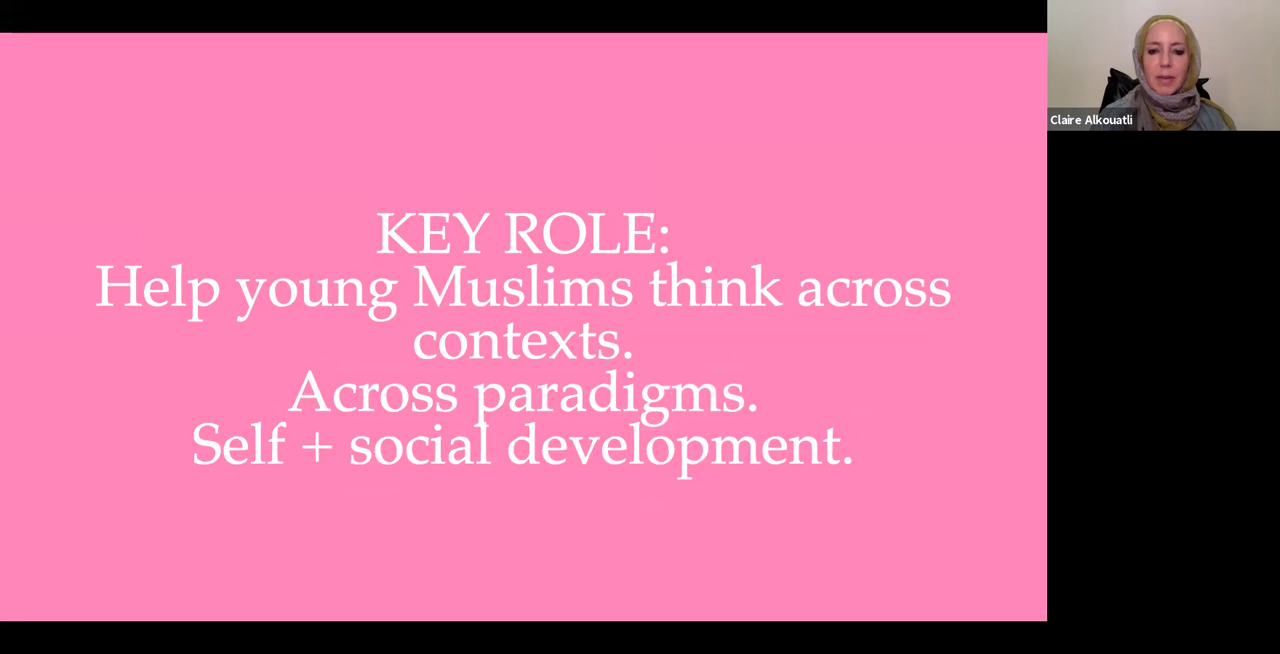 KEY ROLE:
Help young Muslims think across
contexts.
Across paradigms.
Self + social development.
Claire Alkouatli